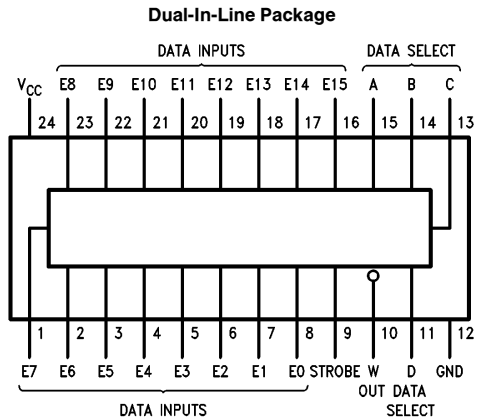 Dual-In-Line Package
DATA INPUTS DATA SELECT
VCC E8 E9 E10 E11 E12 E13 E14 E15 A B C
24 23 22 21 20 19 18 17 16 15 14 13
1 2 3 4 5 6 7 8 9 10 11 12
E7 E6 E5 E4 E3 E2 E1 E0 STROBE W D GND
OUT DATA
DATA INPUTS SELECT